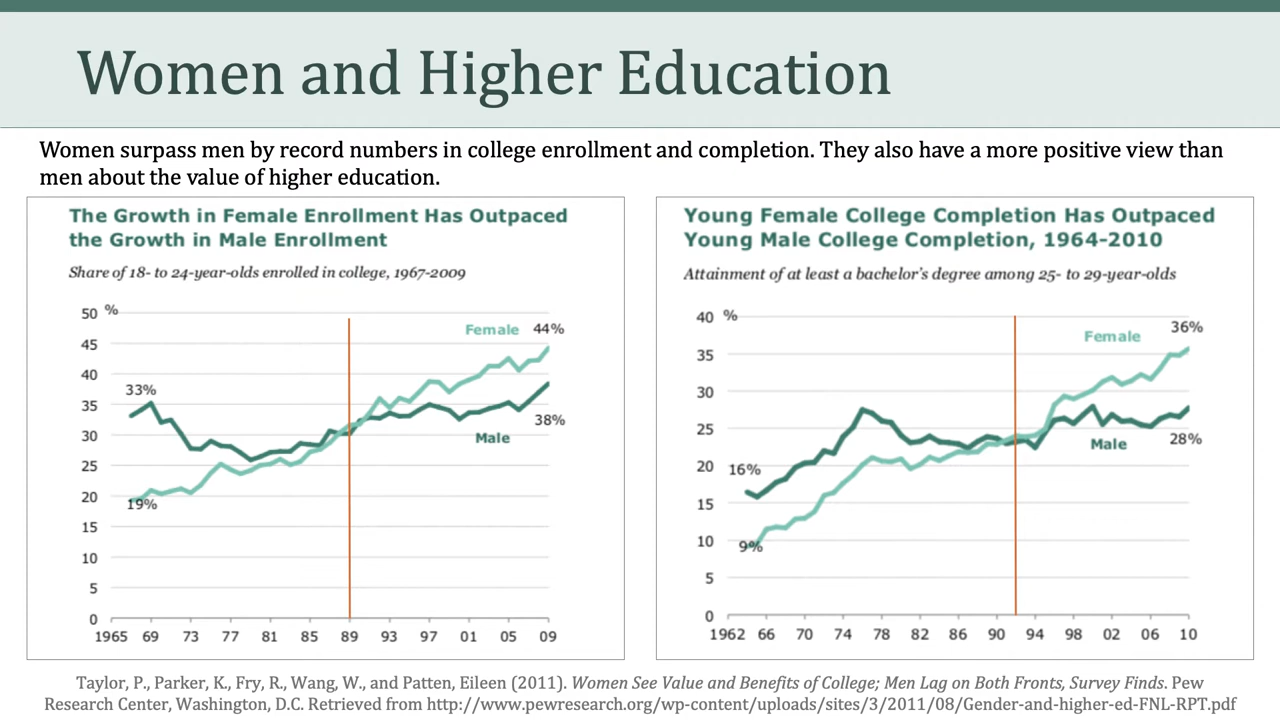 Women and Higher Education
Women surpass men by record numbers in college enrollment and completion. They also have a more positive view than
men about the value of higher education.
The Growth in Female Enrollment Has Outpaced
the Growth in Male Enrollment
Share of 18- to 24-year-olds enrolled in college, 1967-2009
50 %
45
40
35
30
25
20
15
10
5
0
Female 44%
33%
38%
Male
19%
1965 69 73 77 81 85 89 93 97 01 05 09
Young Female College Completion Has Outpaced
Young Male College Completion, 1964-2010
Attainment of at least a bachelor's degree among 25- to 29-year-olds
40 %
35
30
25
20
15
10
5
0
36%
Female
Male 28%
16%
9%
1962 66 70 74 78 82 86 90 94 98 02 06 10
Taylor, P., Parker, K., Fry, R., Wang, W., and Patten, Eileen (2011). Women See Value and Benefits of College; Men Lag on Both Fronts, Survey Finds. Pew
Research Center, Washington, D.C. Retrieved from http://www.pewresearch.org/wp-content/uploads/sites/3/2011/08/Gender-and-higher-ed-FNL-RPT.pdf